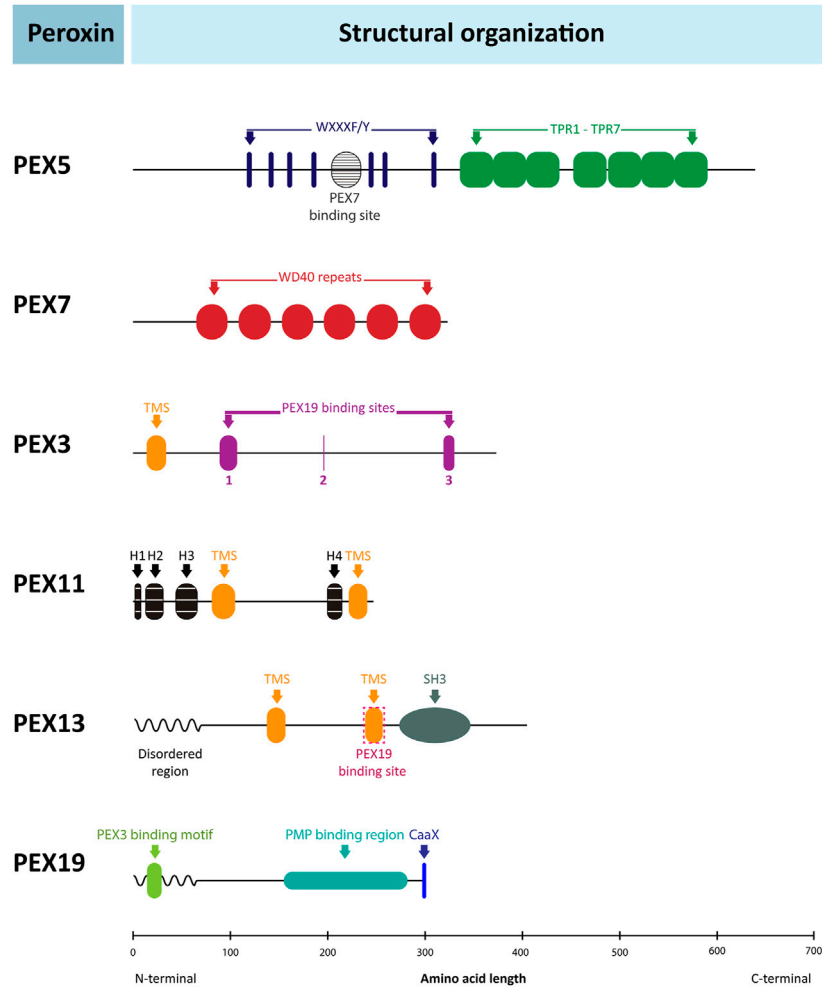 Peroxin Structural organization
WXXXF/Y TPR1 - TPR7
PEX5
PEX7
binding site
WD40 repeats
PEX7
TMS PEX19 binding sites
PEX3
1 2 3
H1 H2 H3 TMS H4 TMS
PEX11
TMS TMS SH3
PEX13
Disordered
region
PEX19
binding site
PEX3 binding motif PMP binding region CaaX
PEX19
0 100 200 300 400 500 600 700
N-terminal Amino acid length C-terminal